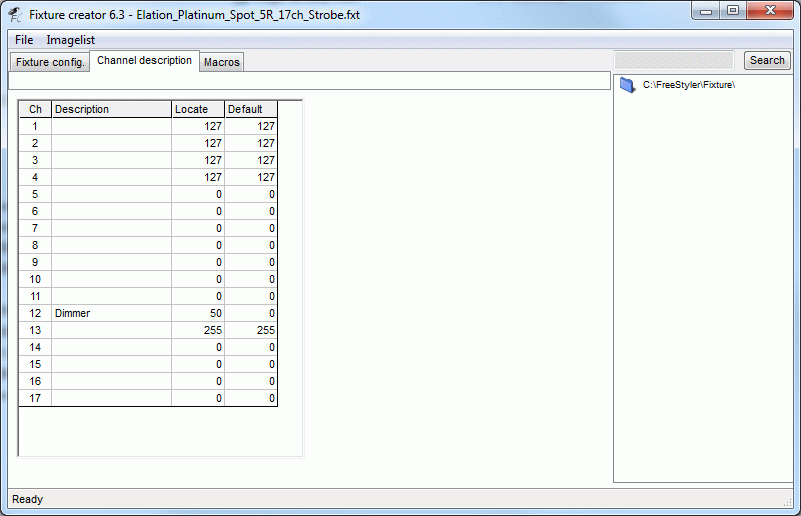 Fixture creator 6.3 - Elation_Platinum_Spot_5R_17ch_Strobe.fxt
File Imagelist
Fixture config. Channel description Macros Search
C:\FreeStyler\Fixture\
Ch Description Locate Default
1 127 127
2 127 127
3 127 127
4 127 127
5 0 0
6 0 0
7 0 0
8 0 0
9 0 0
10 0 0
11 0 0
12 Dimmer 50 0
13 255 255
14 0 0
15 0 0
16 0 0
17 0 0
Ready